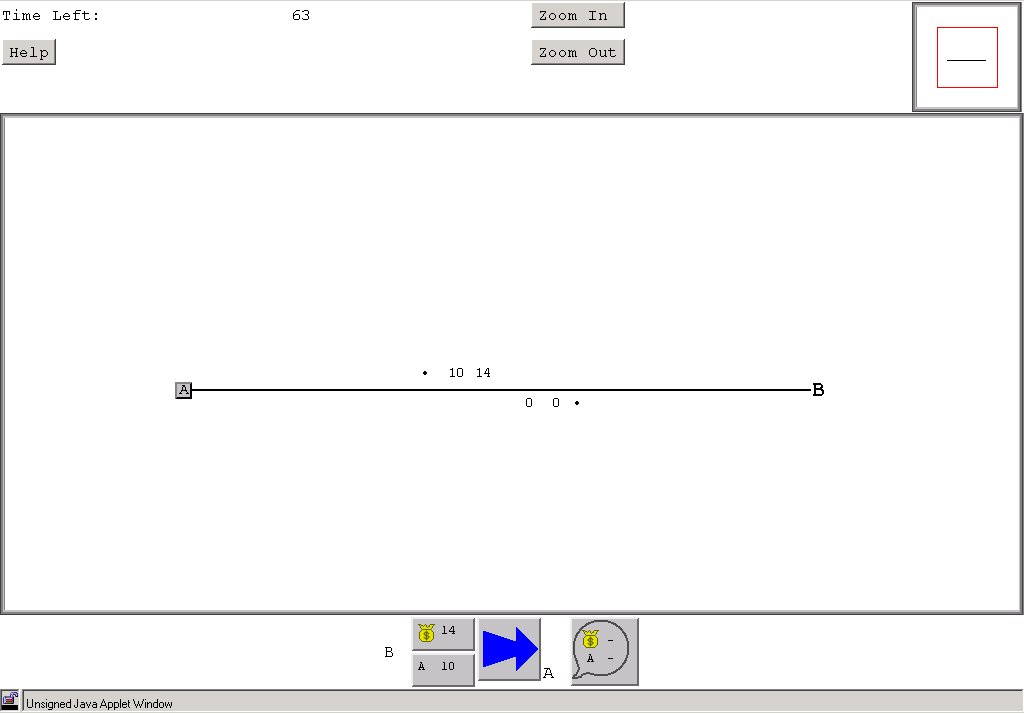 Time Left: 63 Zoom In
Help Zoom Out
• 10 14
A B
0 0 •
$ 14
B A 10 A
$ -
A -
Unsigned Java Applet Window